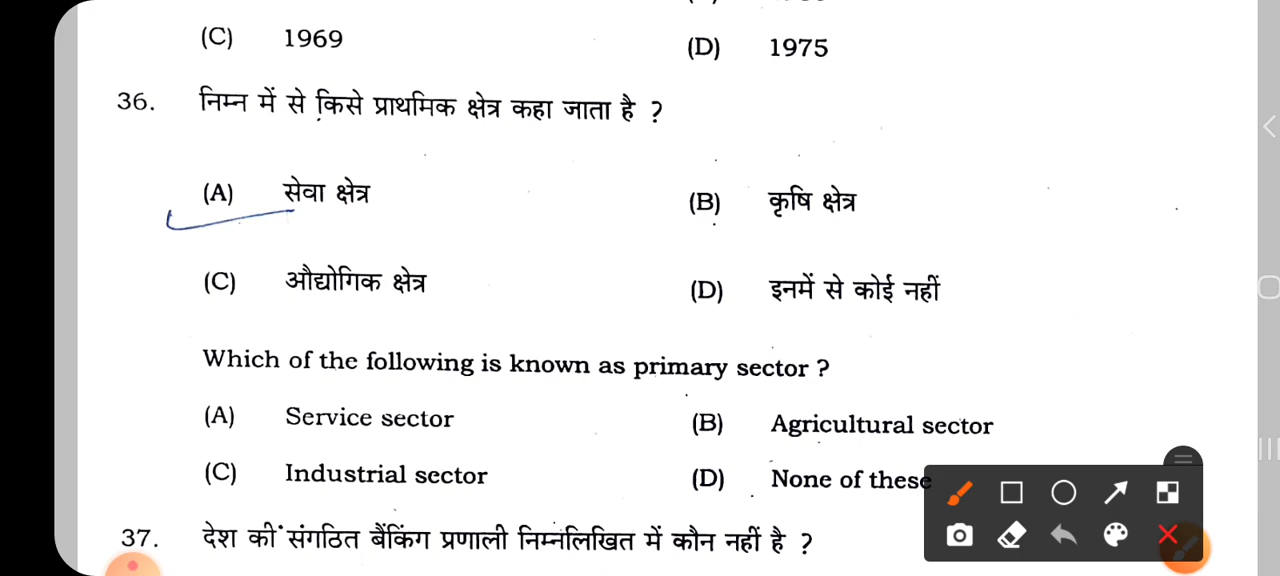 (C) 1969 (D) 1975
36. निम्न में से किसे प्राथमिक क्षेत्र कहा जाता है ?
(A) सेवा क्षेत्र (B) कृषि क्षेत्र
(C) औद्योगिक क्षेत्र (D) इनमें से कोई नहीं
Which of the following is known as primary sector ?
(A) Service sector (B) Agricultural sector
(C) Industrial sector (D) None of these
37. देश की संगठित बैंकिंग प्रणाली निम्नलिखित में कौन नहीं है ?